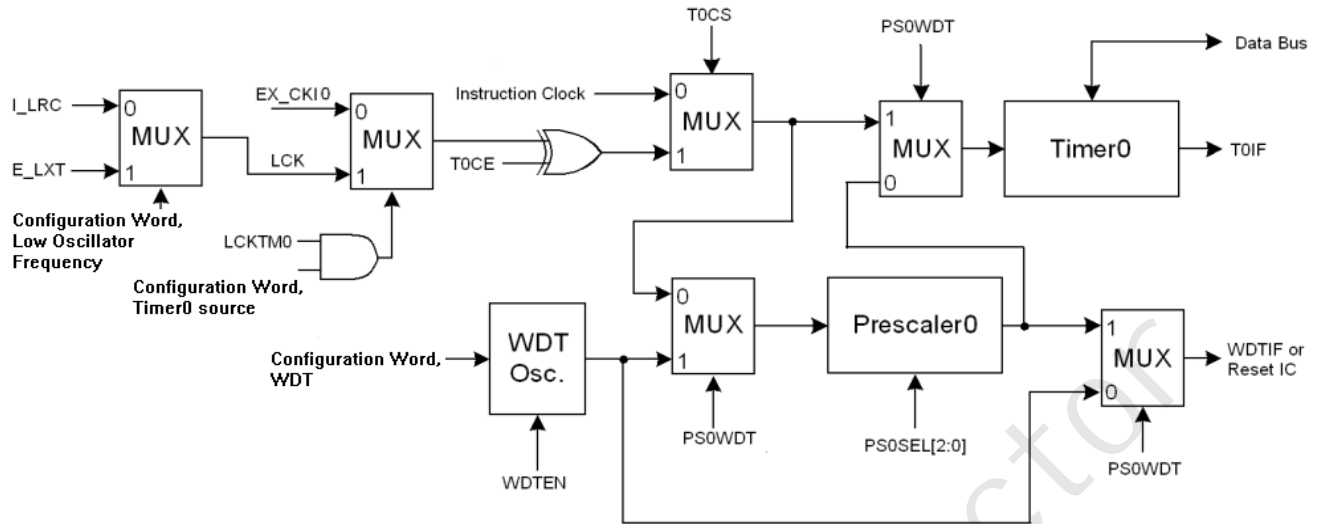 T0CS
PS0WDT
Data Bus
I_LRC
0
MUX
1
E_LXT
EX_CKI0
0
MUX
1
LCK
T0CE
Instruction Clock
0
MUX
1
1
MUX
0
Timer0
T0IF
Configuration Word,
Low Oscillator
Frequency
LCKTM0
Configuration Word,
Timer0 source
Configuration Word,
WDT
WDT
Osc.
WDTEN
0
MUX
1
PS0WDT
Prescaler0
PS0SEL[2:0]
1
MUX
0
WDTIF or
Reset IC
PS0WDT
ctor